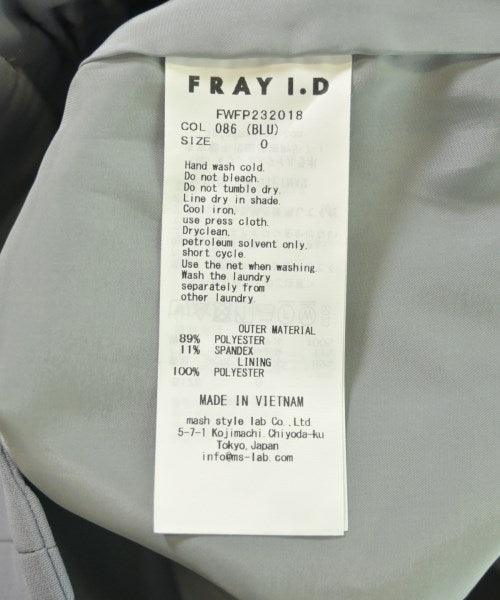 FRAY I.D
FWFP232018
COL 086 (BLU)
SIZE 0
Hand wash cold.
Do not bleach.
Do not tumble dry.
Line dry in shade.
Cool iron,
use press cloth.
Dryclean,
petroleum solvent only.
short cycle.
Use the net when washing.
Wash the laundry
separately from
other laundry.
OUTER MATERIAL
89% POLYESTER
11% SPANDEX
LINING
100% POLYESTER
MADE IN VIETNAM
mash style lab Co.,Ltd.
5-7-1 Kojimachi,Chiyoda-ku
Tokyo,Japan
info@ms-lab.com